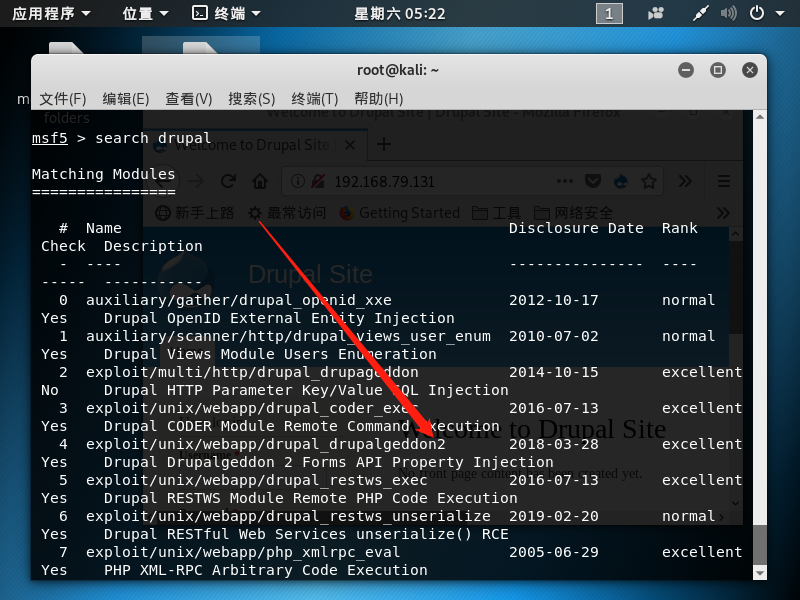 应用程序 位置 终端 星期六 05:22 1
root@kali: ~
文件(F) 编辑(E) 查看(V) 搜索(S) 终端(T) 帮助(H)
folders
Welcome to Drupal Site | Drupal Site - Mozilla Firefox
msf5 > search drupal
Welcome to Drupal Site
Matching Modules
================
192.168.79.131
新手上路 最常访问 Getting Started 工具 网络安全
# Name Disclosure Date Rank
Check Description
- ---- --------------- ----
----- -----------
Drupal Site
0 auxiliary/gather/drupal_openid_xxe 2012-10-17 normal
Yes Drupal OpenID External Entity Injection
1 auxiliary/scanner/http/drupal_views_user_enum 2010-07-02 normal
Yes Drupal Views Module Users Enumeration
2 exploit/multi/http/drupal_drupageddon 2014-10-15 excellent
No Drupal HTTP Parameter Key/Value SQL Injection
3 exploit/unix/webapp/drupal_coder_exec 2016-07-13 excellent
Yes Drupal CODER Module Remote Command Execution
Welcome to Drupal Site
4 exploit/unix/webapp/drupal_drupalgeddon2 2018-03-28 excellent
Yes Drupal Drupalgeddon 2 Forms API Property Injection
No front page content has been created yet.
5 exploit/unix/webapp/drupal_restws_exec 2016-07-13 excellent
Yes Drupal RESTWS Module Remote PHP Code Execution
6 exploit/unix/webapp/drupal_restws_unserialize 2019-02-20 normal
Yes Drupal RESTful Web Services unserialize() RCE
7 exploit/unix/webapp/php_xmlrpc_eval 2005-06-29 excellent
Yes PHP XML-RPC Arbitrary Code Execution